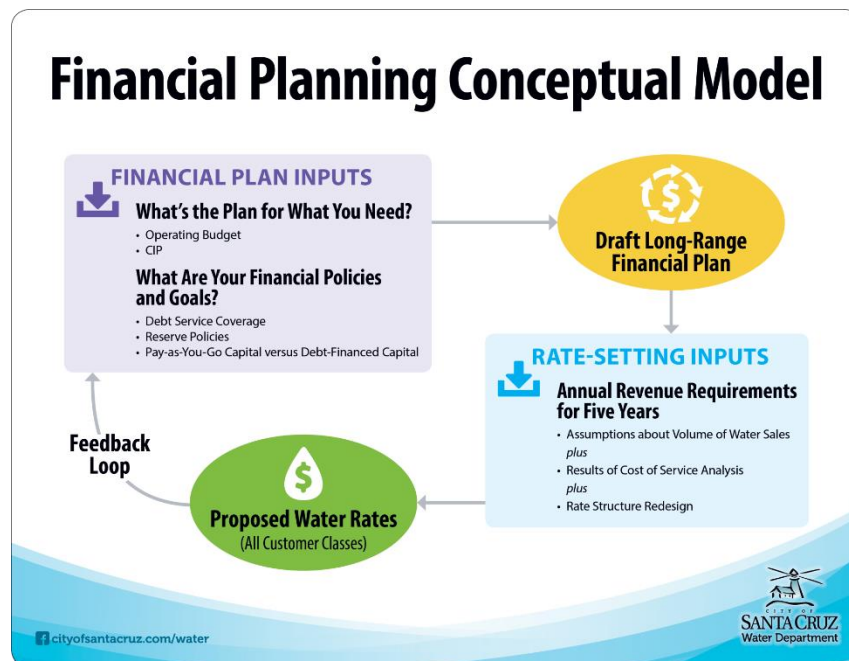 Financial Planning Conceptual Model
FINANCIAL PLAN INPUTS
What's the Plan for What You Need?
• Operating Budget
• CIP
What Are Your Financial Policies
and Goals?
• Debt Service Coverage
• Reserve Policies
• Pay-as-You-Go Capital versus Debt-Financed Capital
$
Draft Long-Range
Financial Plan
RATE-SETTING INPUTS
Annual Revenue Requirements
for Five Years
• Assumptions about Volume of Water Sales
plus
• Results of Cost of Service Analysis
plus
• Rate Structure Redesign
$
Proposed Water Rates
(All Customer Classes)
Feedback
Loop
f cityofsantacruz.com/water
CITY OF
SANTA CRUZ
Water Department